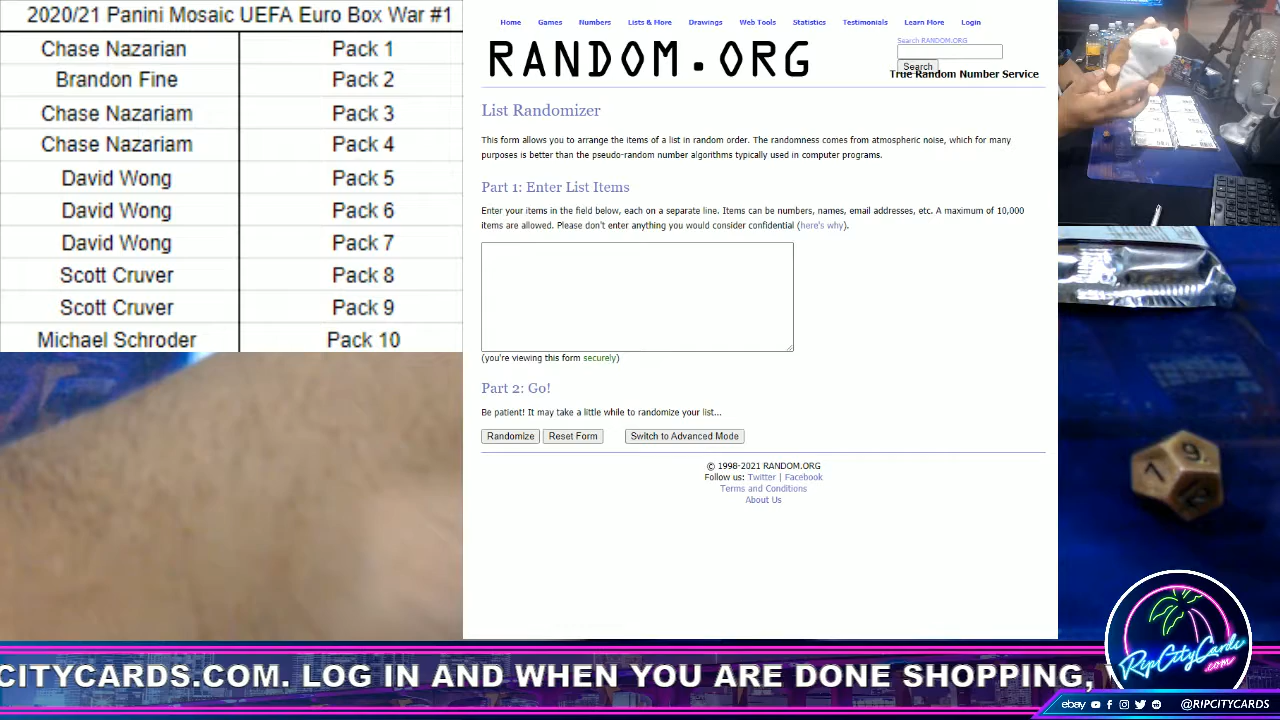 2020/21 Panini Mosaic UEFA Euro Box War #1
Chase Nazarian Pack 1
Brandon Fine Pack 2
Chase Nazariam Pack 3
Chase Nazariam Pack 4
David Wong Pack 5
David Wong Pack 6
David Wong Pack 7
Scott Cruver Pack 8
Scott Cruver Pack 9
Michael Schroder Pack 10
Home Games Numbers Lists & More Drawings Web Tools Statistics Testimonials Learn More Login
RANDOM.ORG
Search RANDOM.ORG
Search
True Random Number Service
List Randomizer
This form allows you to arrange the items of a list in random order. The randomness comes from atmospheric noise, which for many
purposes is better than the pseudo-random number algorithms typically used in computer programs.
Part 1: Enter List Items
Enter your items in the field below, each on a separate line. Items can be numbers, names, email addresses, etc. A maximum of 10,000
items are allowed. Please don't enter anything you would consider confidential (here's why).
(you're viewing this form securely)
Part 2: Go!
Be patient! It may take a little while to randomize your list...
Randomize Reset Form Switch to Advanced Mode
© 1998-2021 RANDOM.ORG
Follow us: Twitter | Facebook
Terms and Conditions
About Us
9
7
12
RipCityCards
.com
CITYCARDS.COM. LOG IN AND WHEN YOU ARE DONE SHOPPING,
ebay @RIPCITYCARDS